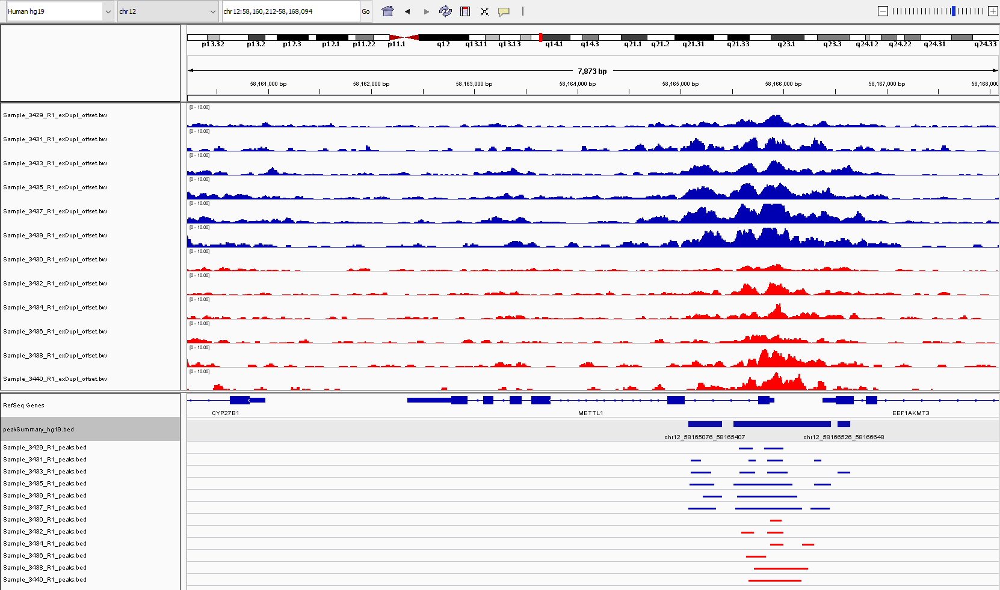 Human hg19 chr12 chr12:58,160,212-58,168,094 Go
p13.32 p13.2 p12.3 p12.1 p11.22 p11.1 q12 q13.11 q13.13 q14.1 q14.3 q21.1 q21.2 q21.31 q21.33 q23.1 q23.3 q24.12 q24.22 q24.31 q24.33
7,873 bp
58,161,000 bp 58,162,000 bp 58,163,000 bp 58,164,000 bp 58,165,000 bp 58,166,000 bp 58,167,000 bp 58,168,000
[0 - 10.00]
Sample_3429_R1_exDupl_offset.bw
[0 - 10.00]
Sample_3431_R1_exDupl_offset.bw
[0 - 10.00]
Sample_3433_R1_exDupl_offset.bw
[0 - 10.00]
Sample_3435_R1_exDupl_offset.bw
[0 - 10.00]
Sample_3437_R1_exDupl_offset.bw
[0 - 10.00]
Sample_3439_R1_exDupl_offset.bw
[0 - 10.00]
Sample_3430_R1_exDupl_offset.bw
[0 - 10.00]
Sample_3432_R1_exDupl_offset.bw
[0 - 10.00]
Sample_3434_R1_exDupl_offset.bw
[0 - 10.00]
Sample_3436_R1_exDupl_offset.bw
[0 - 10.00]
Sample_3438_R1_exDupl_offset.bw
[0 - 10.00]
Sample_3440_R1_exDupl_offset.bw
RefSeq Genes
CYP27B1 METTL1 EEF1AKMT3
peakSummary_hg19.bed
chr12_58165076_58165407 chr12_58166526_58166648
Sample_3429_R1_peaks.bed
Sample_3431_R1_peaks.bed
Sample_3433_R1_peaks.bed
Sample_3435_R1_peaks.bed
Sample_3439_R1_peaks.bed
Sample_3437_R1_peaks.bed
Sample_3430_R1_peaks.bed
Sample_3432_R1_peaks.bed
Sample_3434_R1_peaks.bed
Sample_3436_R1_peaks.bed
Sample_3438_R1_peaks.bed
Sample_3440_R1_peaks.bed